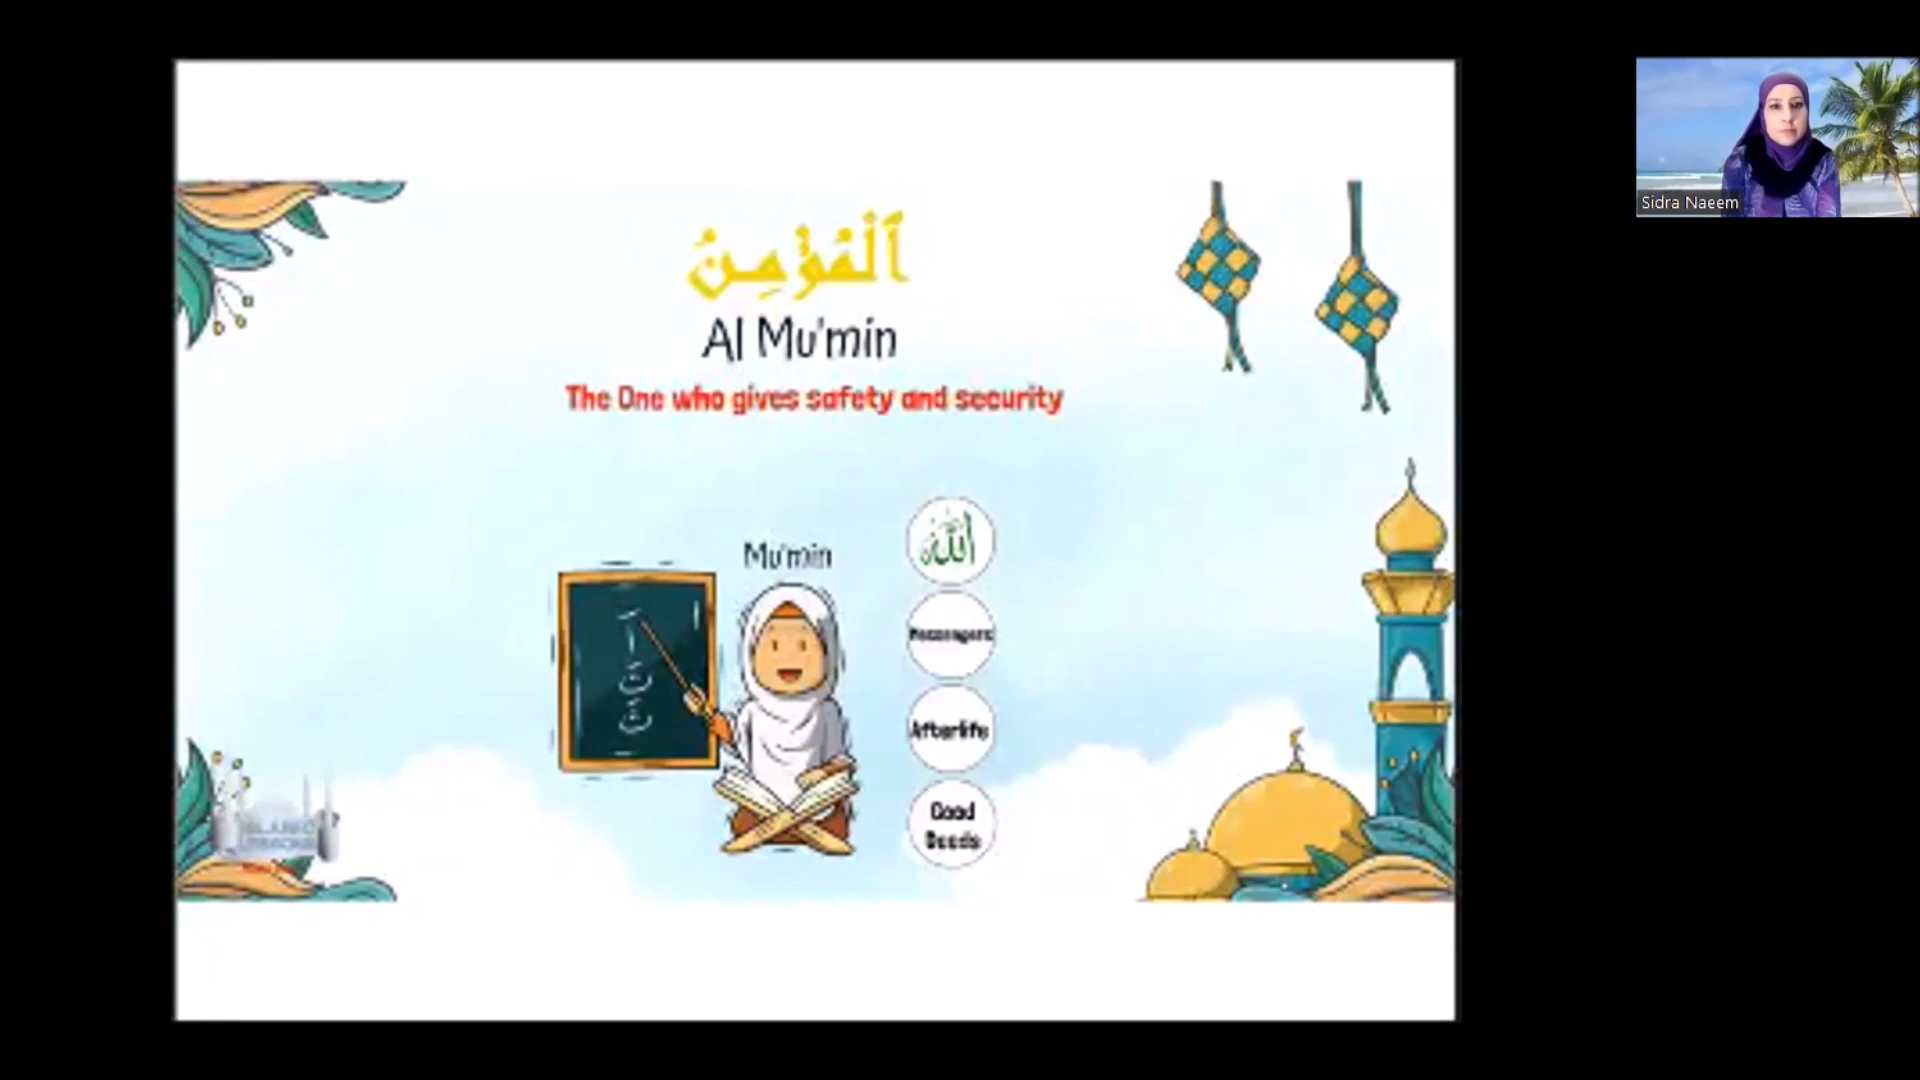 ٱلْمُؤْمِنُ
Al Mu'min
The One who gives safety and security
Mu'min
الله
Messengers
Afterlife
Good
Deeds
Sidra Naeem